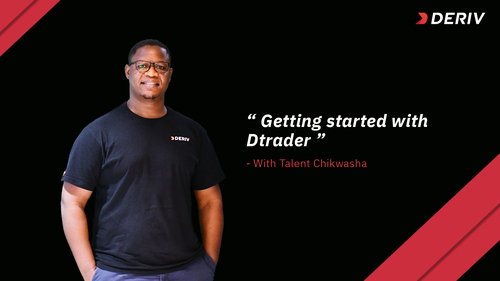 DERIV
“ Getting started with
Dtrader ”
- With Talent Chikwasha
DERIV